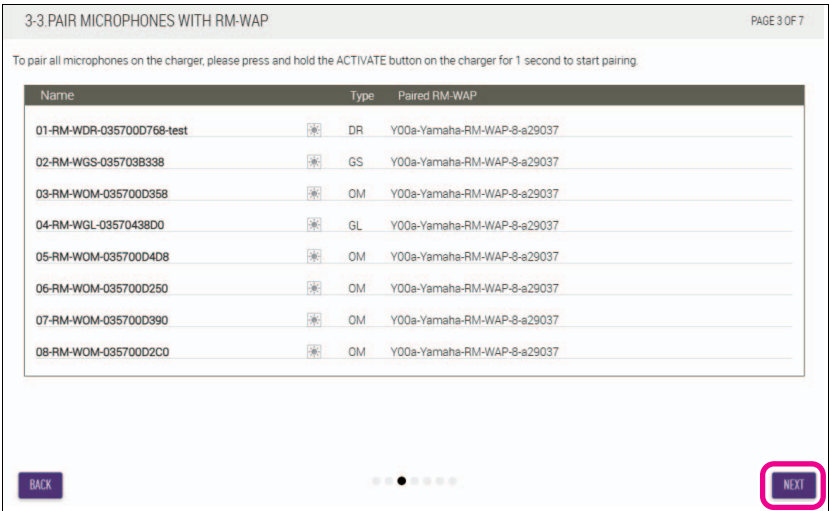 3-3.PAIR MICROPHONES WITH RM-WAP PAGE 3 OF 7
To pair all microphones on the charger, please press and hold the ACTIVATE button on the charger for 1 second to start pairing.
Name Type Paired RM-WAP
01-RM-WDR-035700D768-test DR Y00a-Yamaha-RM-WAP-8-a29037
02-RM-WGS-035703B338 GS Y00a-Yamaha-RM-WAP-8-a29037
03-RM-WOM-035700D358 OM Y00a-Yamaha-RM-WAP-8-a29037
04-RM-WGL-03570438D0 GL Y00a-Yamaha-RM-WAP-8-a29037
05-RM-WOM-035700D4D8 OM Y00a-Yamaha-RM-WAP-8-a29037
06-RM-WOM-035700D250 OM Y00a-Yamaha-RM-WAP-8-a29037
07-RM-WOM-035700D390 OM Y00a-Yamaha-RM-WAP-8-a29037
08-RM-WOM-035700D2C0 OM Y00a-Yamaha-RM-WAP-8-a29037
BACK NEXT